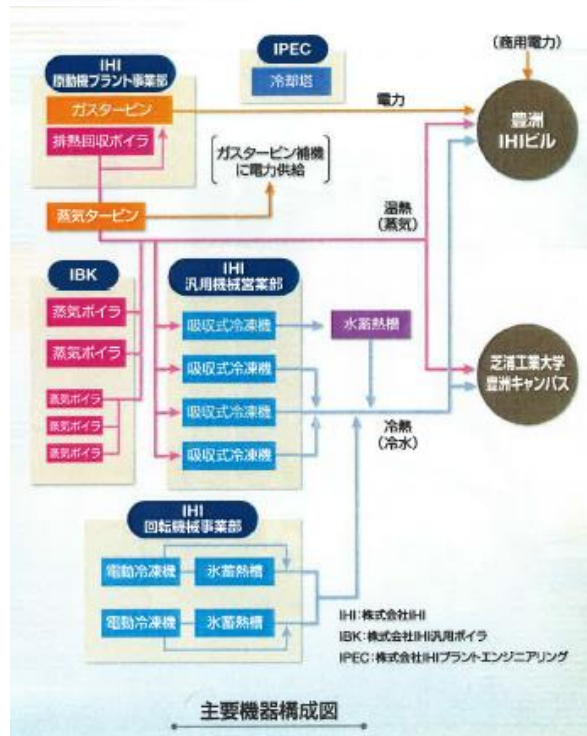 IHI
原動機プラント事業部
ガスタービン
排熱回収ボイラ
蒸気タービン
IPEC
冷却塔
電力
(商用電力)
豊洲
IHIビル
ガスタービン補機
に電力供給
温熱
(蒸気)
IBK
蒸気ボイラ
蒸気ボイラ
蒸気ボイラ
蒸気ボイラ
蒸気ボイラ
IHI
汎用機械営業部
吸収式冷凍機
吸収式冷凍機
吸収式冷凍機
吸収式冷凍機
水蓄熱槽
芝浦工業大学
豊洲キャンパス
冷熱
(冷水)
IHI
回転機械事業部
電動冷凍機
氷蓄熱槽
電動冷凍機
氷蓄熱槽
IHI:株式会社IHI
IBK:株式会社IHI汎用ボイラ
IPEC:株式会社IHIプラントエンジニアリング
主要機器構成図